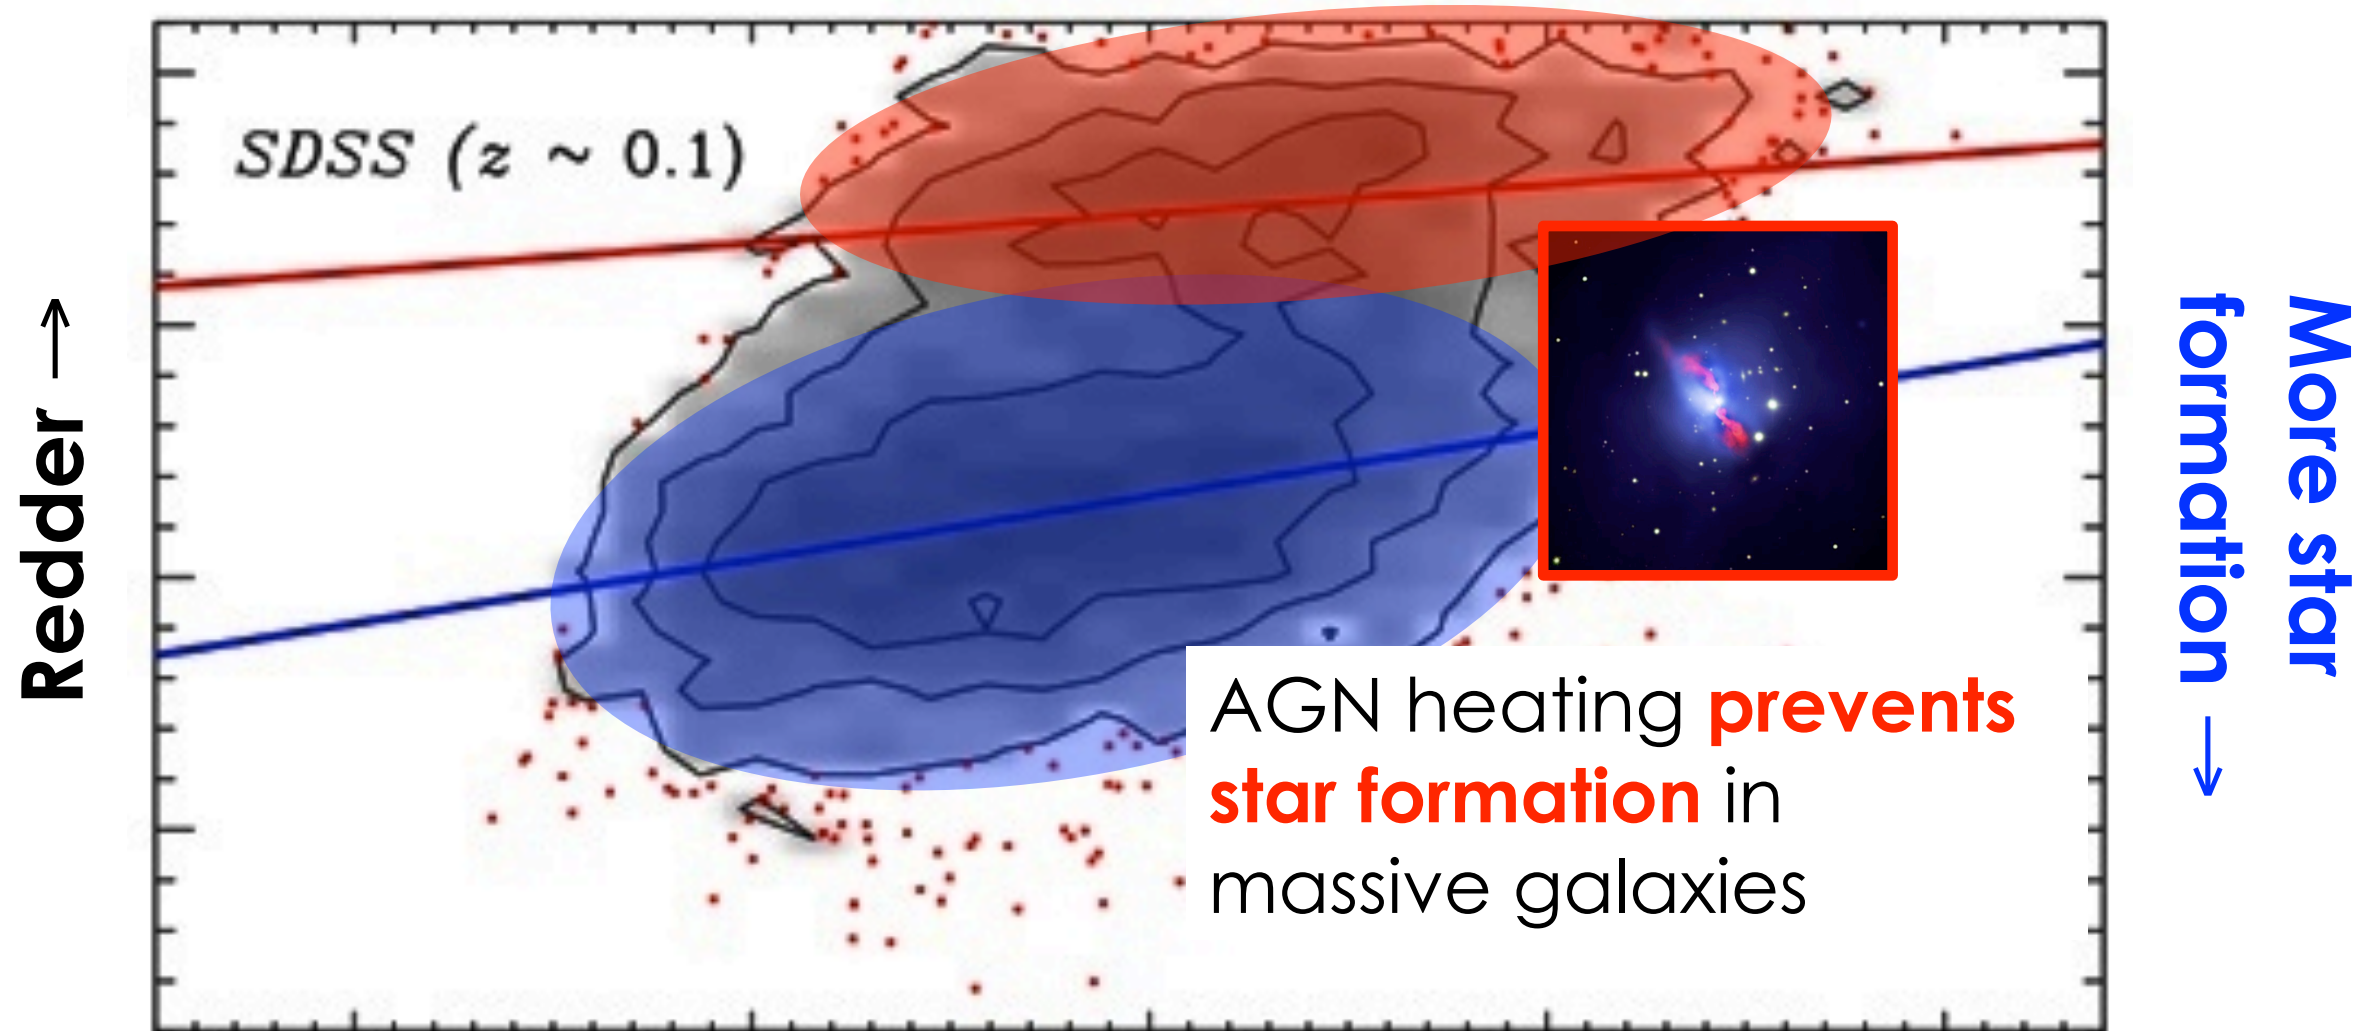 SDSS (z ~ 0.1)
Redder →
More star
formation →
AGN heating prevents
star formation in
massive galaxies